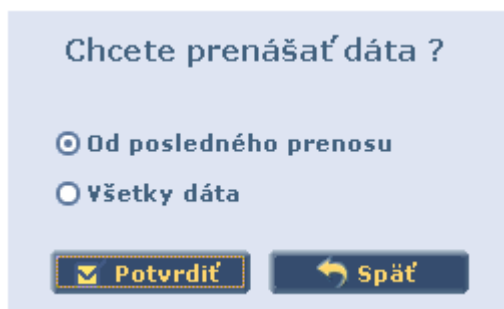 Chcete prenášať dáta ?
Od posledného prenosu
Všetky dáta
Potvrdiť Späť